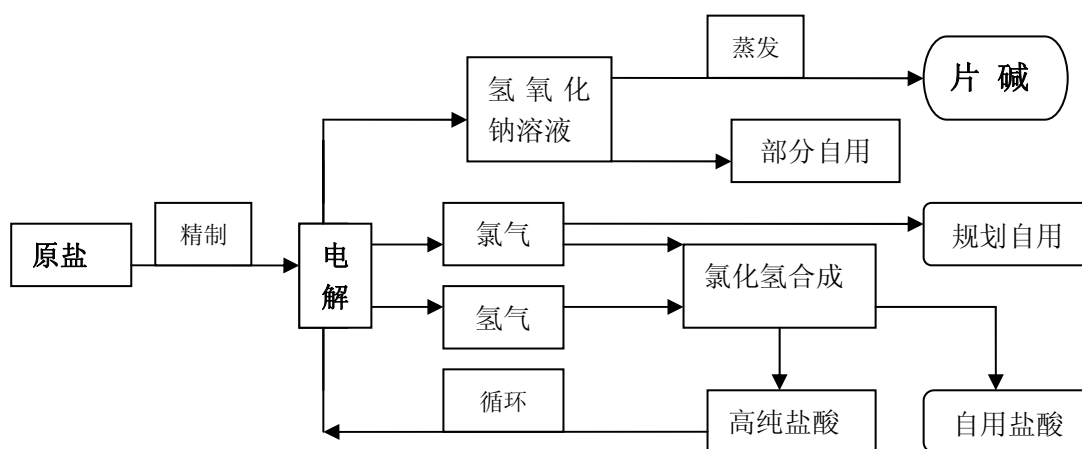 蒸发
氢氧化
钠溶液
片碱
部分自用
原盐
精制
电
解
氯气
规划自用
氯化氢合成
氢气
循环
高纯盐酸
自用盐酸